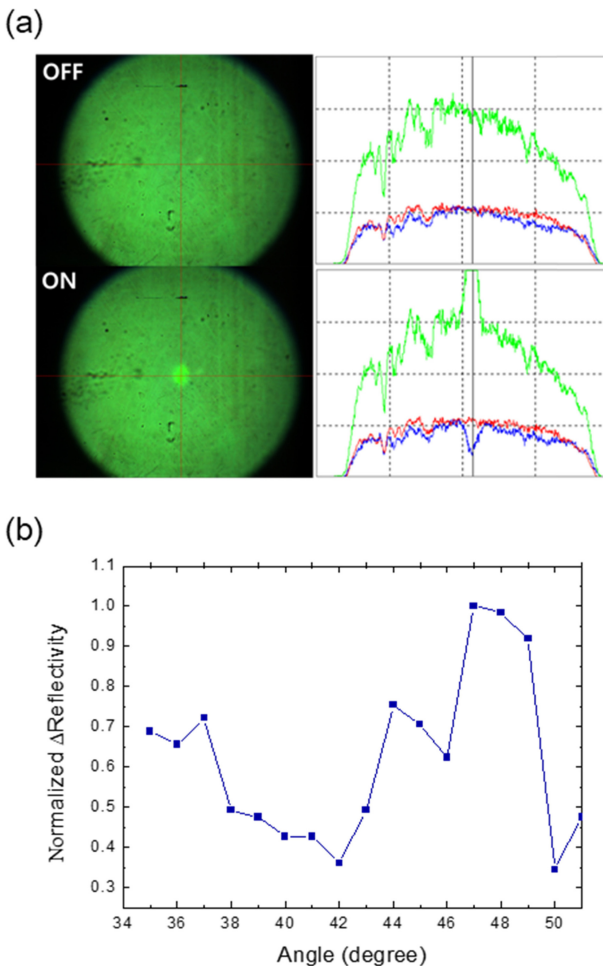 (a)
OFF
ON
(b)
1.1
1.0
0.9
0.8
0.7
0.6
0.5
0.4
0.3
Normalized ΔReflectivity
34 36 38 40 42 44 46 48 50
Angle (degree)